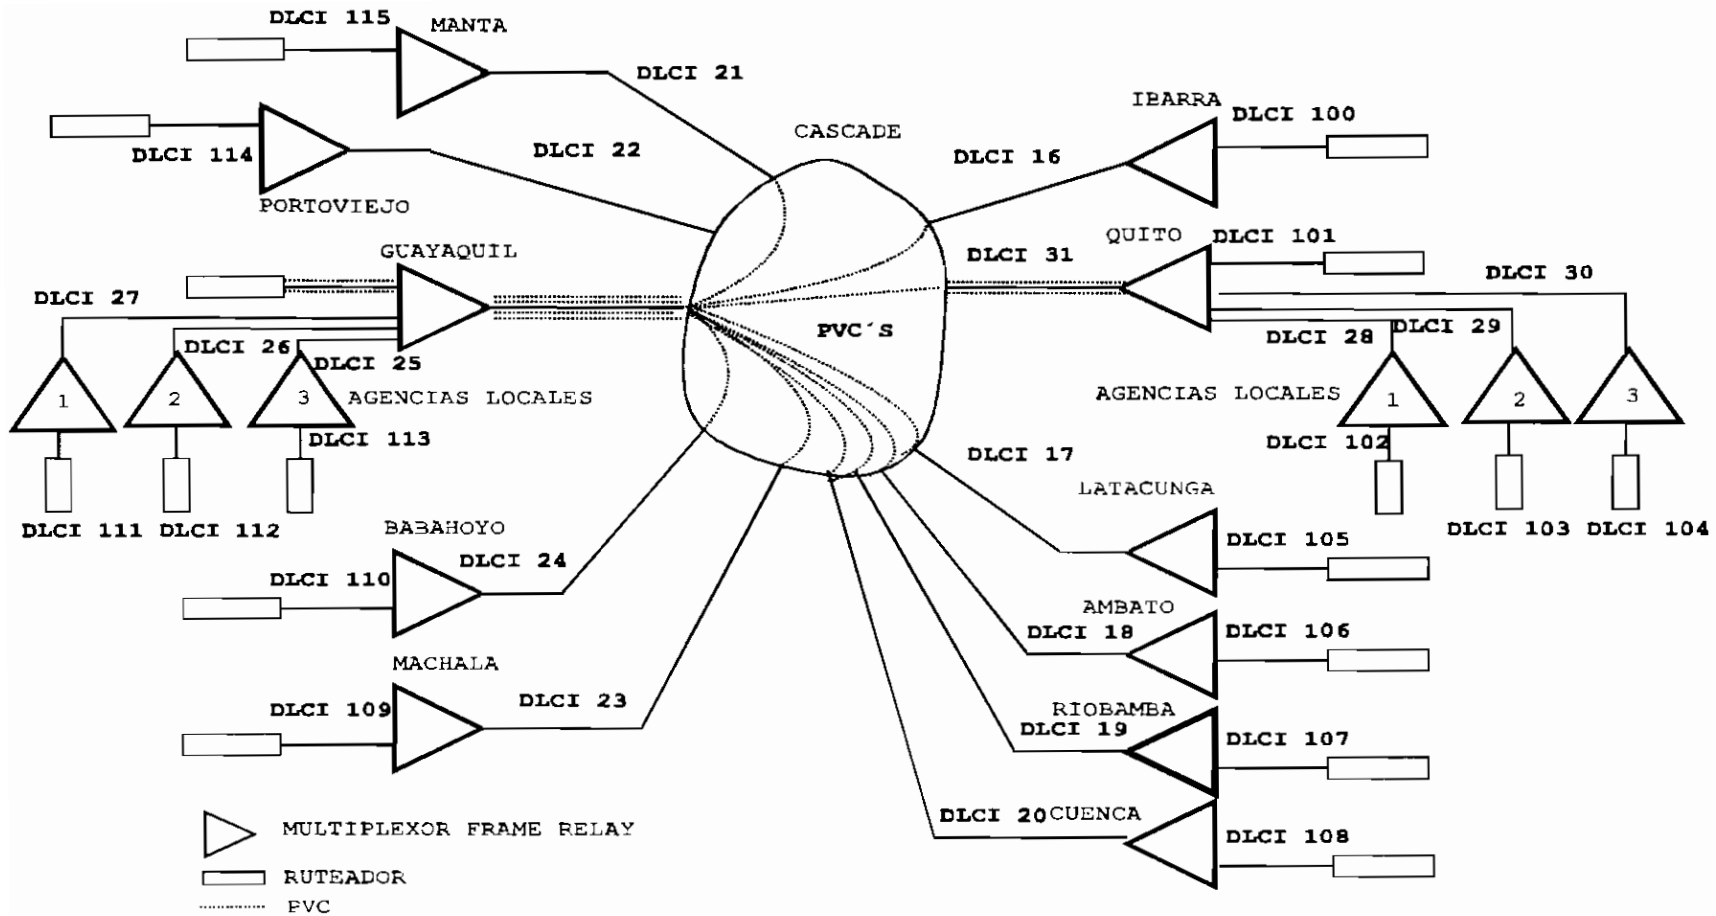 DLCI 115
MANTA
DLCI 21
DLCI 114
PORTOVIEJO
DLCI 22
CASCADE
IBARRA
DLCI 100
DLCI 16
GUAYAQUIL
DLCI 27
DLCI 26
DLCI 25
1
2
3
AGENCIAS LOCALES
DLCI 113
DLCI 111
DLCI 112
PVC´S
QUITO
DLCI 101
DLCI 31
DLCI 30
DLCI 29
DLCI 28
AGENCIAS LOCALES
1
2
3
DLCI 102
DLCI 103
DLCI 104
DLCI 17
LATACUNGA
DLCI 105
BABAHOYO
DLCI 24
DLCI 110
AMBATO
DLCI 18
DLCI 106
MACHALA
DLCI 23
DLCI 109
RIOBAMBA
DLCI 19
DLCI 107
DLCI 20
CUENCA
DLCI 108
MULTIPLEXOR FRAME RELAY
RUTEADOR
PVC